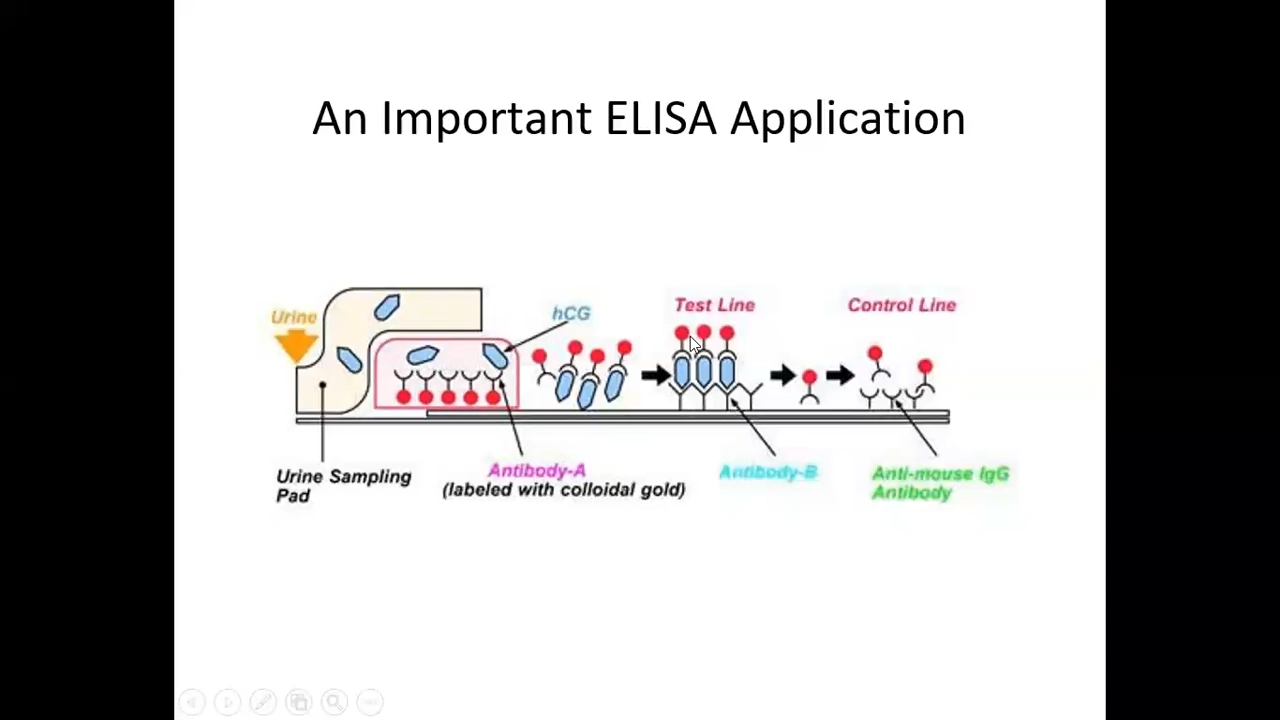 An Important ELISA Application
Urine
hCG
Test Line
Control Line
Urine Sampling
Pad
Antibody-A
(labeled with colloidal gold)
Antibody-B
Anti-mouse IgG
Antibody